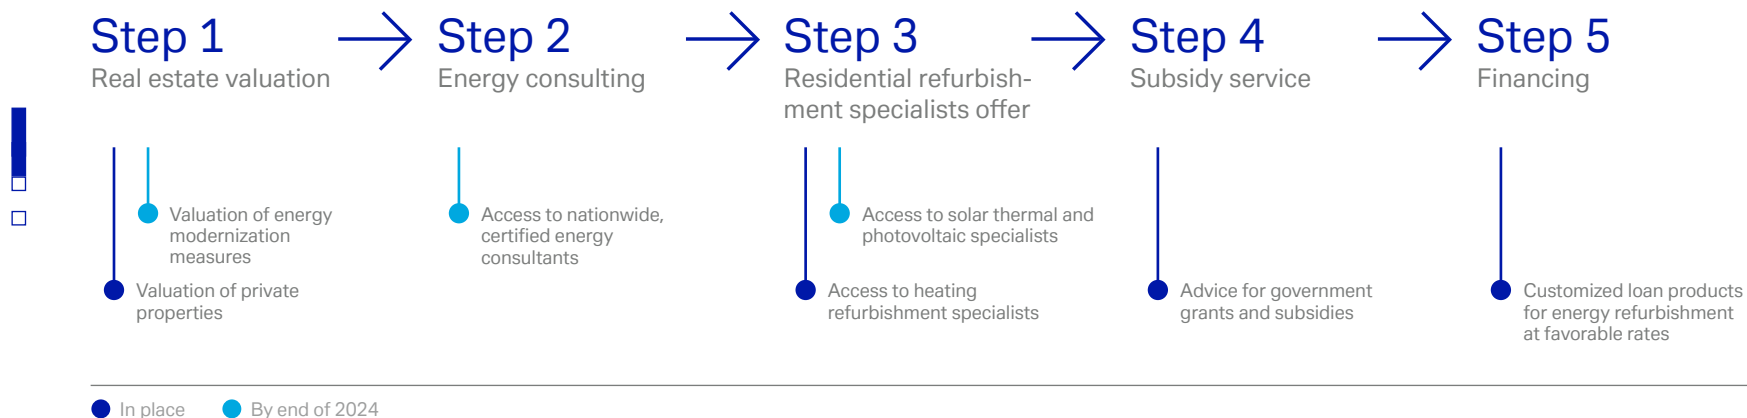 Step 1
Real estate valuation
Valuation of energy
modernization
measures
Valuation of private
properties
Step 2
Energy consulting
Access to nationwide,
certified energy
consultants
Step 3
Residential refurbish-
ment specialists offer
Access to solar thermal and
photovoltaic specialists
Access to heating
refurbishment specialists
Step 4
Subsidy service
Advice for government
grants and subsidies
Step 5
Financing
Customized loan products
for energy refurbishment
at favorable rates
In place
By end of 2024